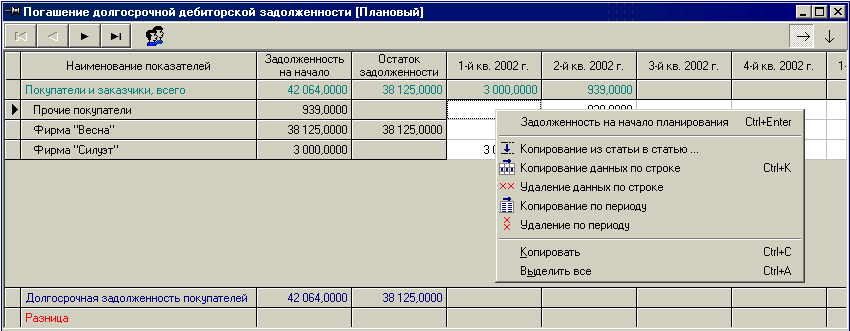 Погашение долгосрочной дебиторской задолженности [Плановый]
Наименование показателей Задолженность на начало Остаток задолженности 1-й кв. 2002 г. 2-й кв. 2002 г. 3-й кв. 2002 г. 4-й кв. 2002 г. 1-
Покупатели и заказчики, всего 42 064,0000 38 125,0000 3 000,0000 939,0000
Прочие покупатели 939,0000
Фирма "Весна" 38 125,0000 38 125,0000
Фирма "Силуэт" 3 000,0000
Задолженность на начало планирования Ctrl+Enter
Копирование из статьи в статью ...
Копирование данных по строке Ctrl+K
Удаление данных по строке
Копирование по периоду
Удаление по периоду
Копировать Ctrl+C
Выделить все Ctrl+A
Долгосрочная задолженность покупателей 42 064,0000 38 125,0000
Разница